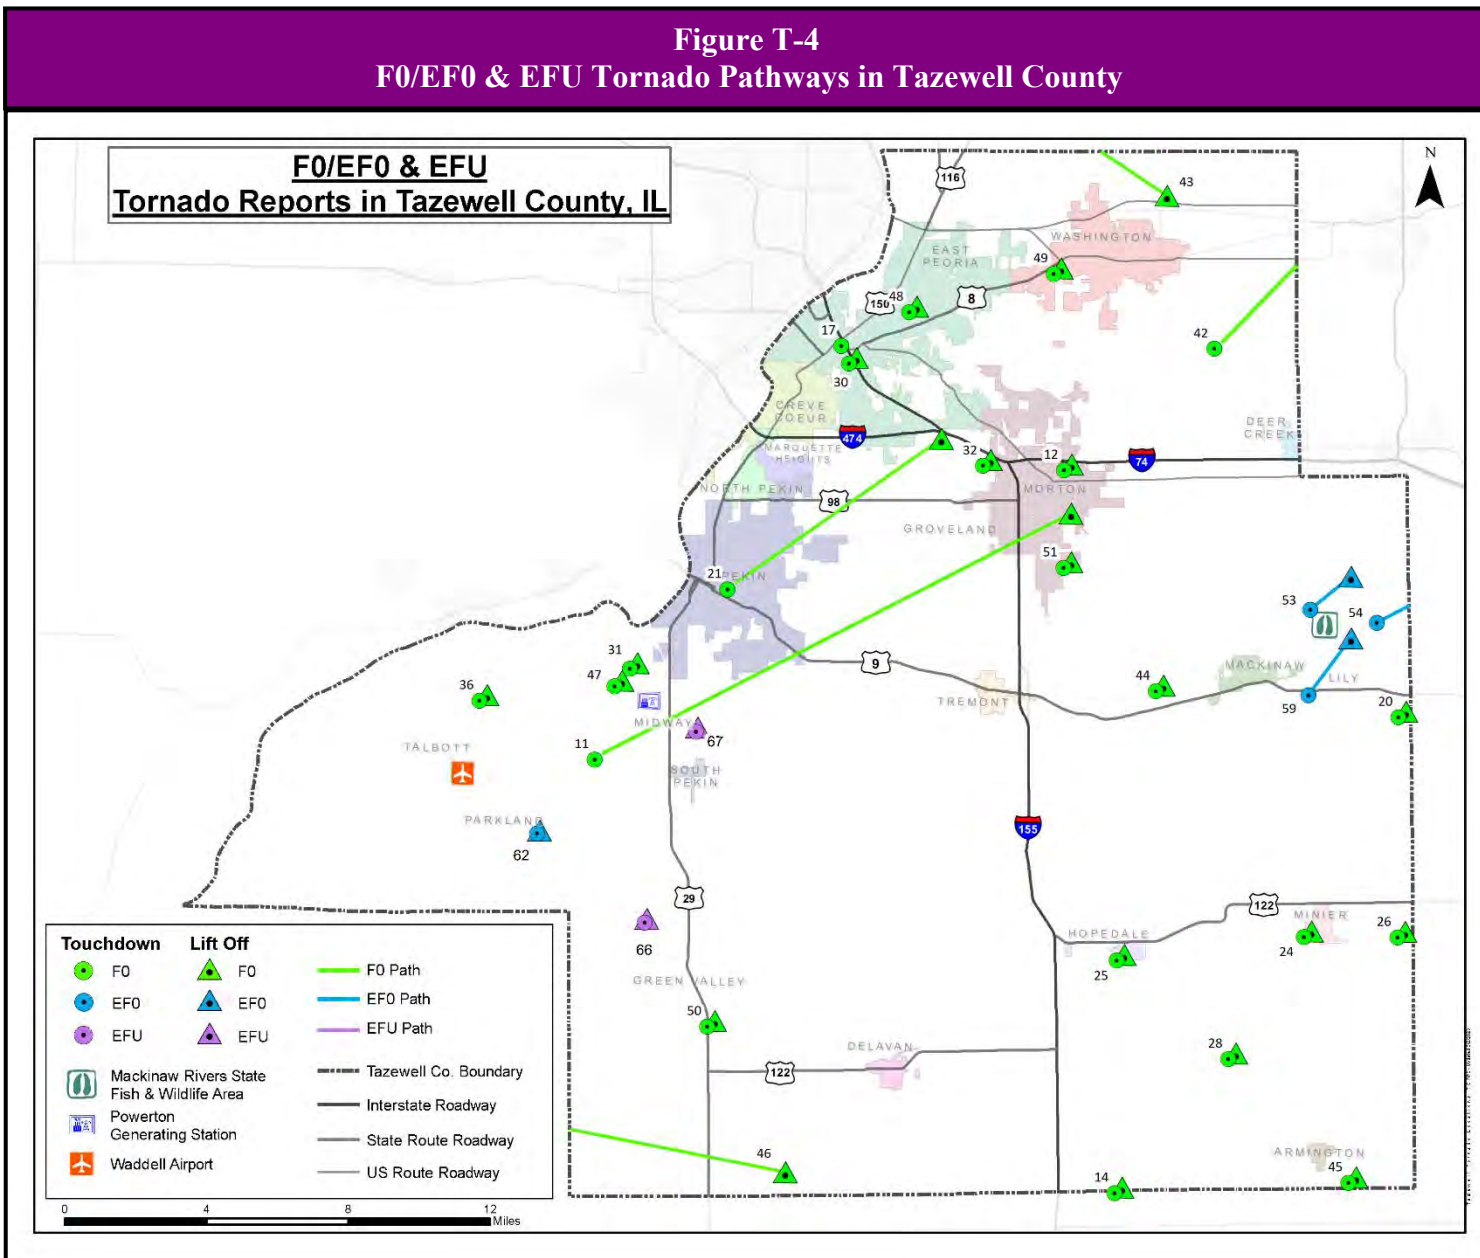 Figure T-4
F0/EF0 & EFU Tornado Pathways in Tazewell County
F0/EF0 & EFU
Tornado Reports in Tazewell County, IL
N
116
43
WASHINGTON
EAST
PEORIA
49
150
48
8
17
42
30
CREVE
COEUR
DEER
CREEK
474
MARQUETTE
HEIGHTS
32
12
74
NORTH PEKIN
MORTON
98
GROVELAND
51
21
PEKIN
53
54
31
9
MACKINAW
44
47
36
LILY
TREMONT
59
20
MIDWAY
67
11
TALBOTT
SOUTH
PEKIN
PARKLAND
155
62
29
122
MINIER
26
HOPEDALE
66
24
25
GREEN VALLEY
50
28
DELAVAN
122
46
ARMINGTON
45
14
Touchdown Lift Off
F0 F0 F0 Path
EF0 EF0 EF0 Path
EFU EFU EFU Path
Mackinaw Rivers State
Fish & Wildlife Area
Tazewell Co. Boundary
Interstate Roadway
Powerton
Generating Station
State Route Roadway
Waddell Airport
US Route Roadway
0 4 8 12
Miles